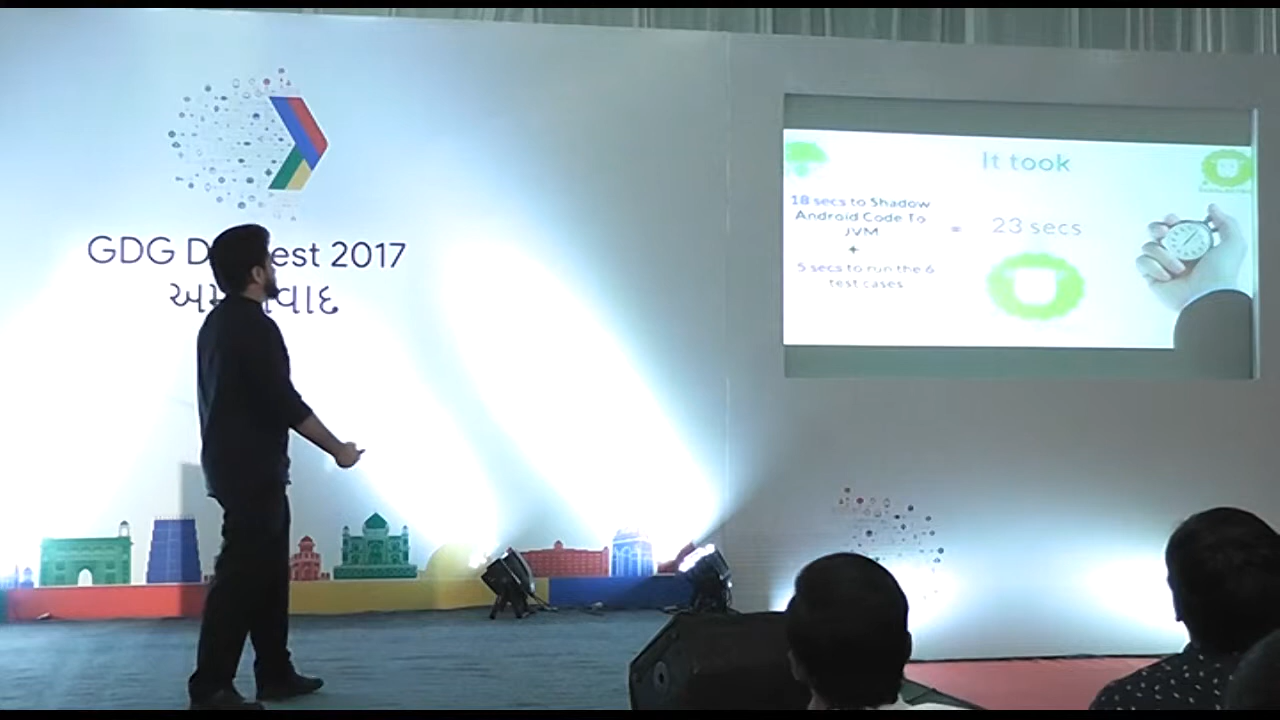 GDG D est 2017
અમ વાદ
It took
18 secs to Shadow
Android Code To
JVM
+
5 secs to run the 6
test cases
= 23 secs